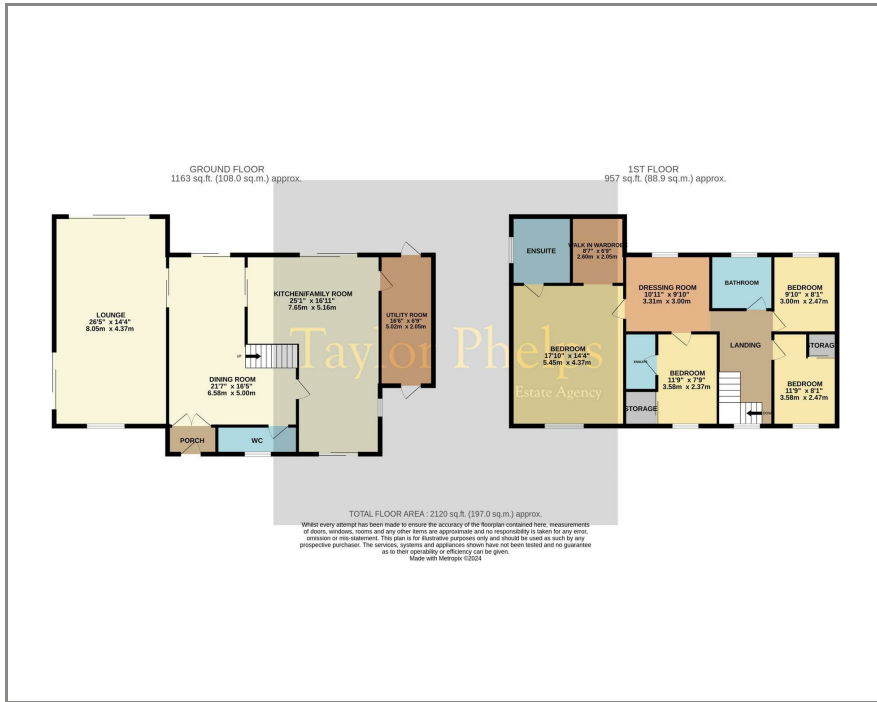 GROUND FLOOR
1163 sq.ft. (108.0 sq.m.) approx.
LOUNGE
26'5" x 14'4"
8.05m x 4.37m
KITCHEN/FAMILY ROOM
25'1" x 16'11"
7.65m x 5.16m
UTILITY ROOM
16'6" x 6'9"
5.02m x 2.05m
UP
DINING ROOM
21'7" x 16'5"
6.58m x 5.00m
PORCH
WC
1ST FLOOR
957 sq.ft. (88.9 sq.m.) approx.
ENSUITE
WALK IN WARDROBE
8'7" x 6'9"
2.60m x 2.05m
DRESSING ROOM
10'11" x 9'10"
3.31m x 3.00m
BATHROOM
BEDROOM
9'10" x 8'1"
3.00m x 2.47m
BEDROOM
17'10" x 14'4"
5.45m x 4.37m
ENSUITE
BEDROOM
11'9" x 7'9"
3.58m x 2.37m
STORAGE
LANDING
DOWN
STORAGE
BEDROOM
11'9" x 8'1"
3.58m x 2.47m
Taylor Phelps
Estate Agency
TOTAL FLOOR AREA : 2120 sq.ft. (197.0 sq.m.) approx.
Whilst every attempt has been made to ensure the accuracy of the floorplan contained here, measurements
of doors, windows, rooms and any other items are approximate and no responsibility is taken for any error,
omission or mis-statement. This plan is for illustrative purposes only and should be used as such by any
prospective purchaser. The services, systems and appliances shown have not been tested and no guarantee
as to their operability or efficiency can be given.
Made with Metropix ©2024